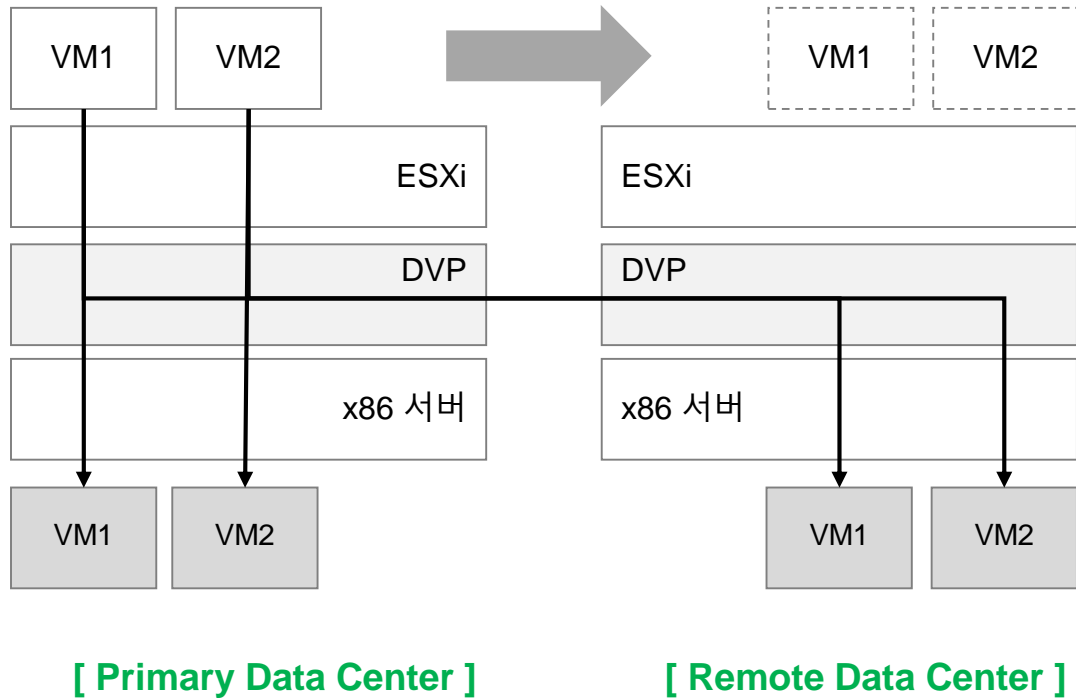 VM1 VM2 VM1 VM2
ESXi ESXi
DVP DVP
x86 서버 x86 서버
VM1 VM2 VM1 VM2
[ Primary Data Center ] [ Remote Data Center ]